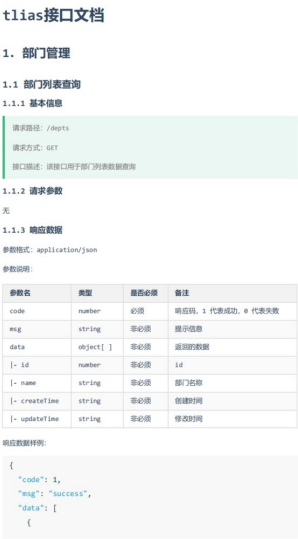 tlias接口文档
1. 部门管理
1.1 部门列表查询
1.1.1 基本信息
请求路径：/depts
请求方式：GET
接口描述：该接口用于部门列表数据查询
1.1.2 请求参数
无
1.1.3 响应数据
参数格式：application/json
参数说明：
参数名 类型 是否必须 备注
code number 必须 响应码，1 代表成功，0 代表失败
msg string 非必须 提示信息
data object[ ] 非必须 返回的数据
|- id number 非必须 id
|- name string 非必须 部门名称
|- createTime string 非必须 创建时间
|- updateTime string 非必须 修改时间
响应数据样例：
{
"code": 1,
"msg": "success",
"data": [
{